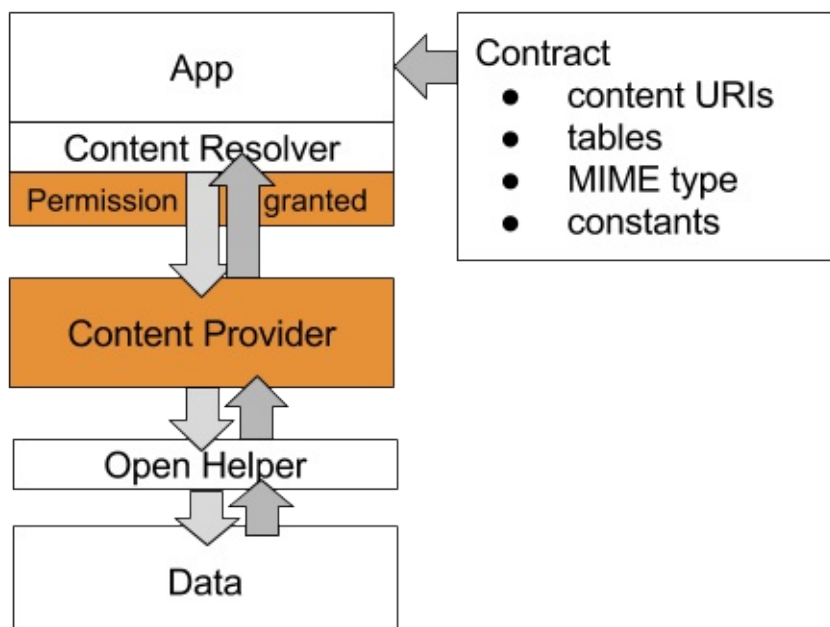 App
Content Resolver
Permission granted
Content Provider
Open Helper
Data
Contract
● content URIs
● tables
● MIME type
● constants